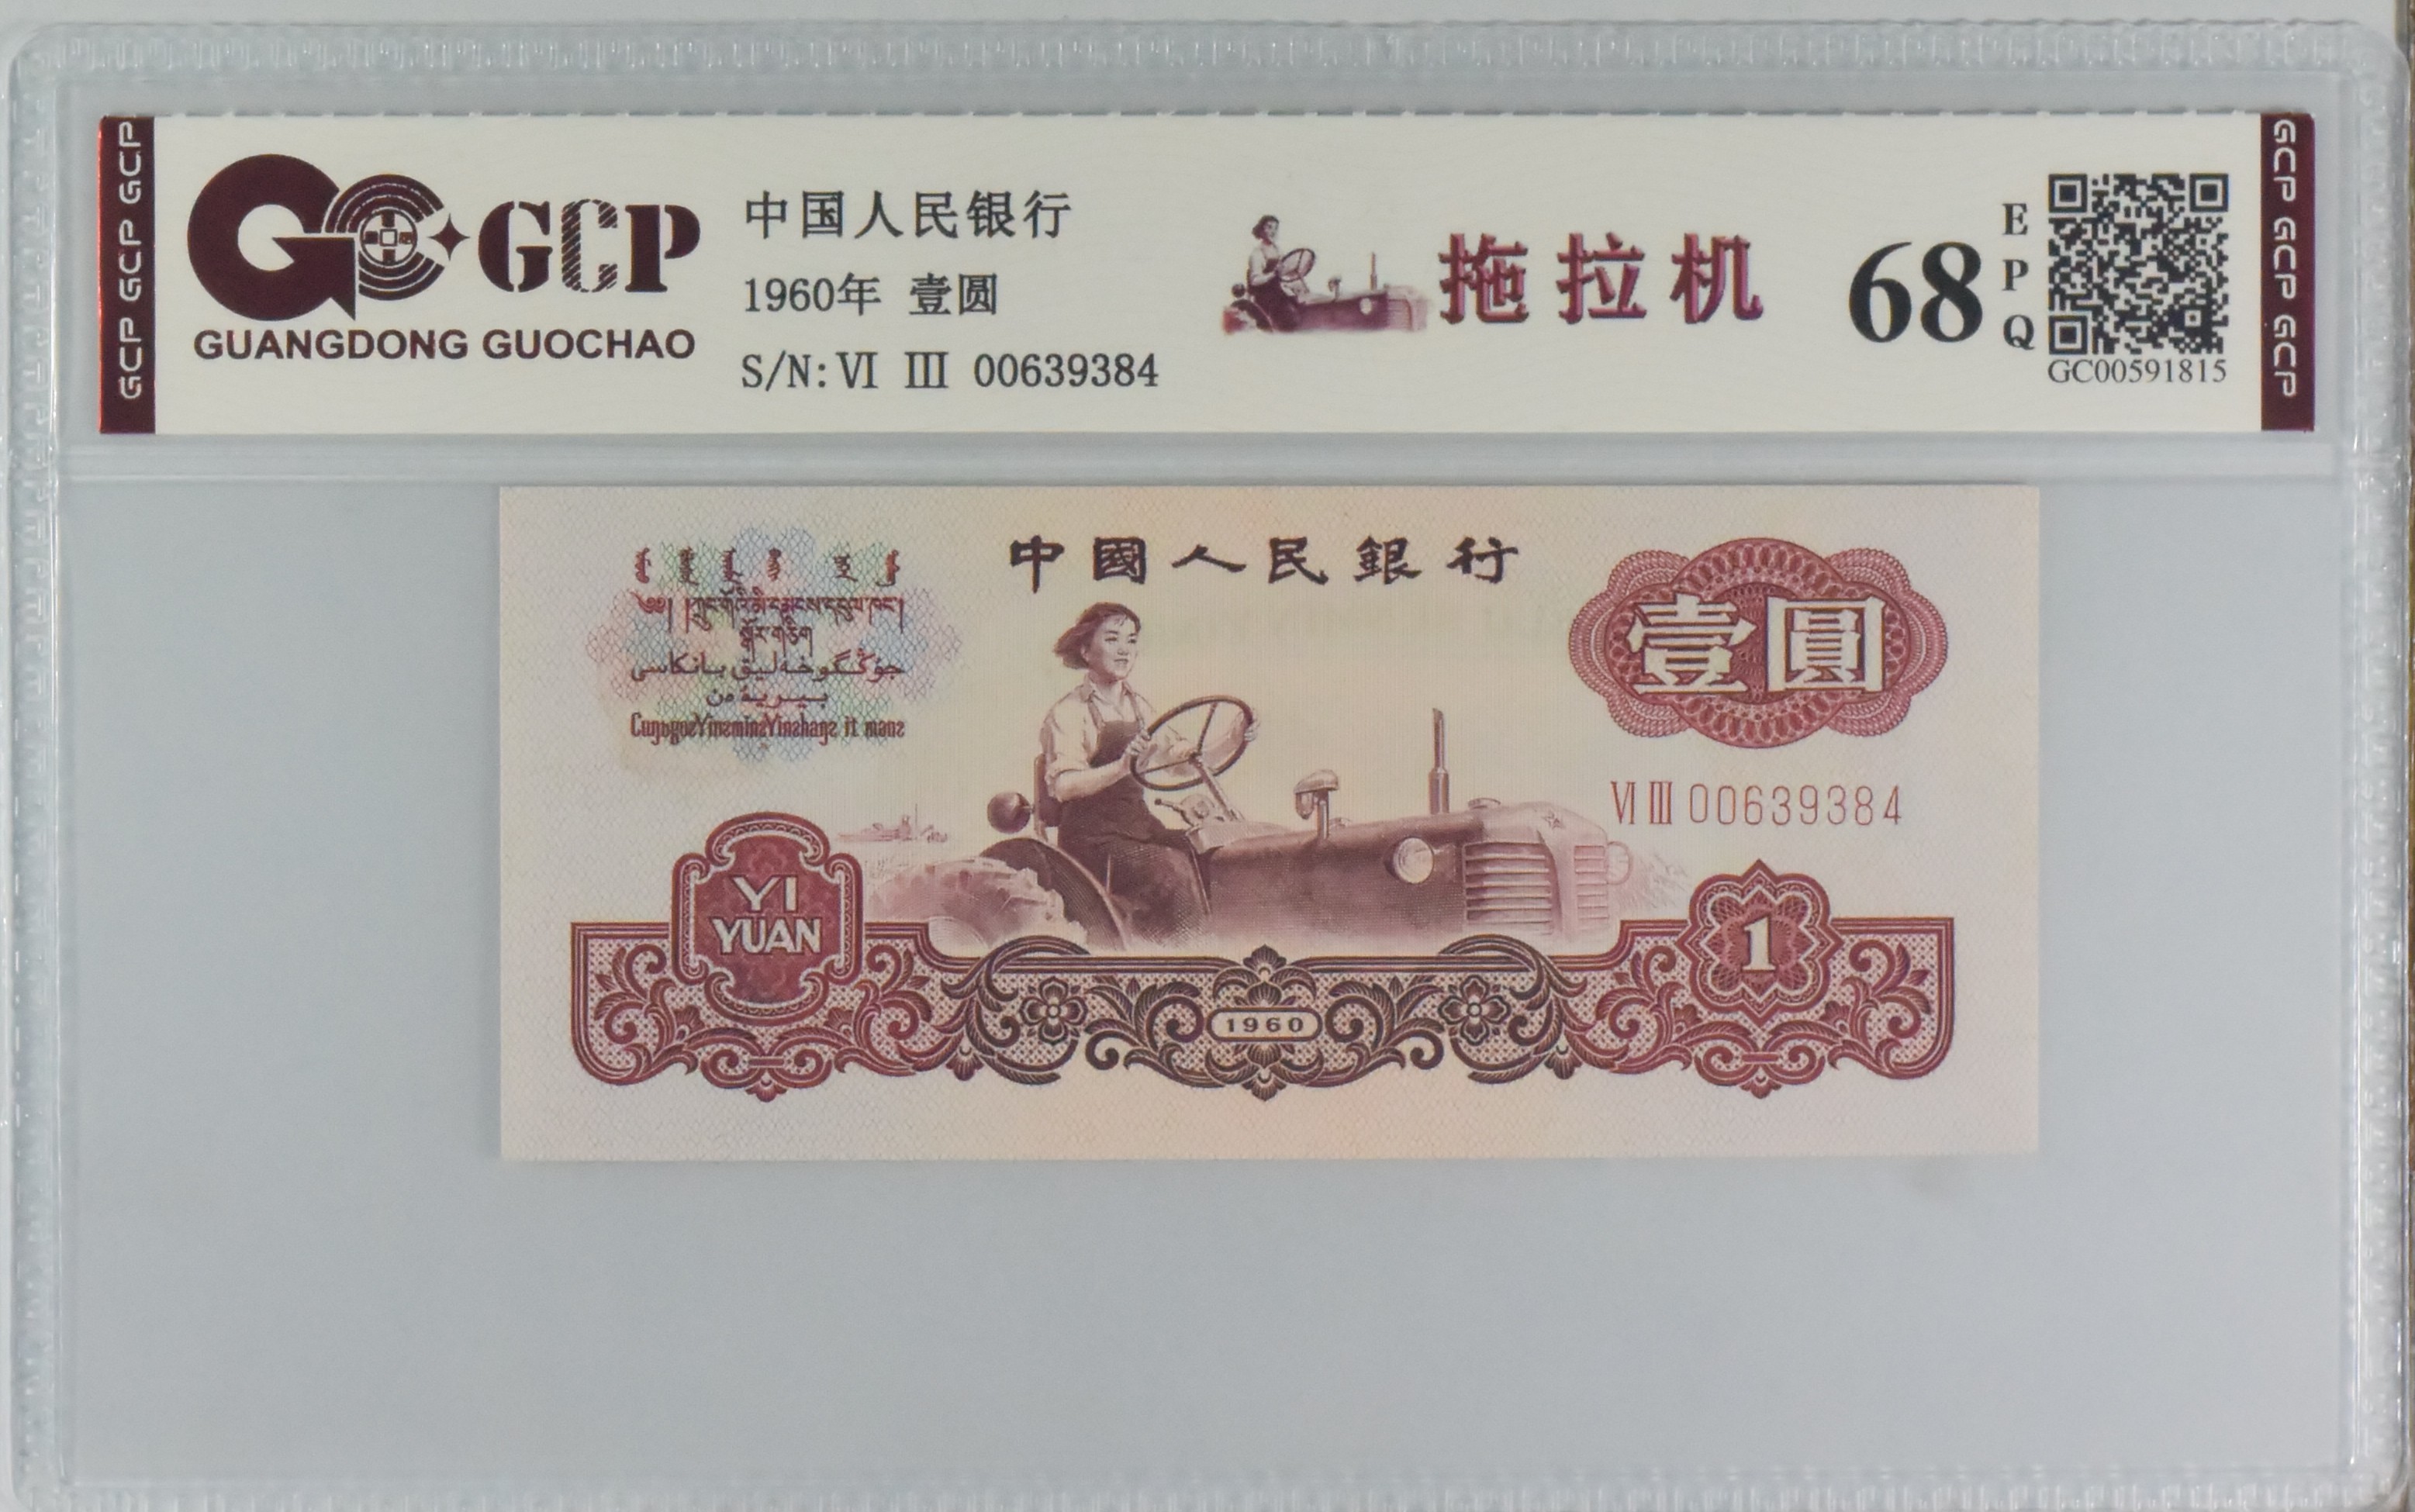 GCP GCP GCP
GCP
GUANGDONG GUOCHAO
中国人民银行
1960年 壹圆
S/N: Ⅵ Ⅲ 00639384
拖拉机
68
E
P
Q
GC00591815
GCP GCP GCP
中國人民銀行
壹圓
Ⅵ Ⅲ 00639384
YI
YUAN
1960
1